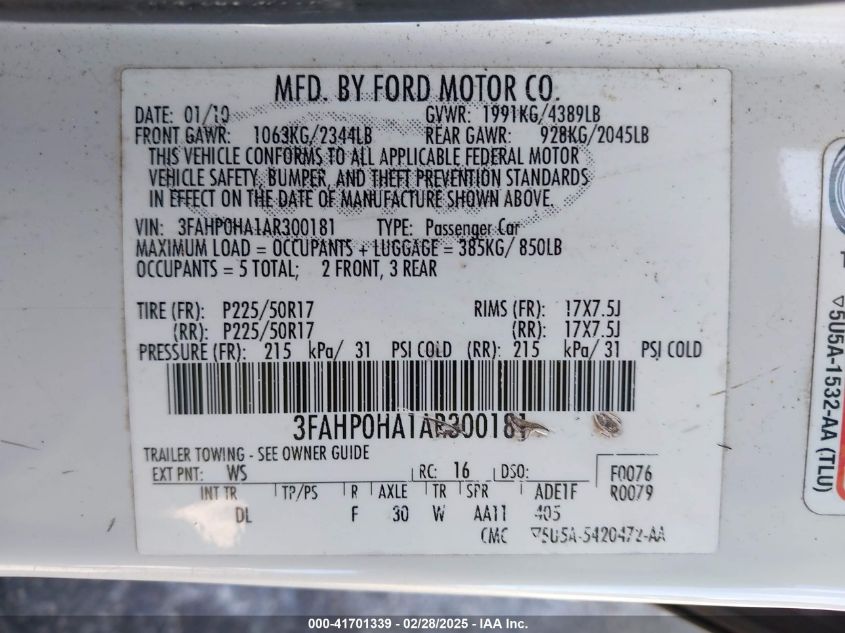 MFD. BY FORD MOTOR CO.
DATE: 01/10 GVWR: 1991KG/4389LB
FRONT GAWR: 1063KG/2344LB REAR GAWR: 928KG/2045LB
THIS VEHICLE CONFORMS TO ALL APPLICABLE FEDERAL MOTOR
VEHICLE SAFETY, BUMPER, AND THEFT PREVENTION STANDARDS
IN EFFECT ON THE DATE OF MANUFACTURE SHOWN ABOVE.
VIN: 3FAHP0HA1AR300181 TYPE: Passenger Car
MAXIMUM LOAD = OCCUPANTS + LUGGAGE = 385KG/ 850LB
OCCUPANTS = 5 TOTAL; 2 FRONT, 3 REAR
TIRE (FR): P225/50R17 RIMS (FR): 17X7.5J
(RR): P225/50R17 (RR): 17X7.5J
PRESSURE (FR): 215 kPa/ 31 PSI COLD (RR): 215 kPa/ 31 PSI COLD
3FAHP0HA1AR300181
TRAILER TOWING - SEE OWNER GUIDE
EXT PNT: WS RC: 16 DSO: F0076
INT TR TP/PS R AXLE TR SPR ADE1F R0079
DL F 30 W AA11 405
CMC ▽5U5A-5420472-AA
▽5U5A-1532-AA (TLU)
000-41701339 - 02/28/2025 - IAA Inc.